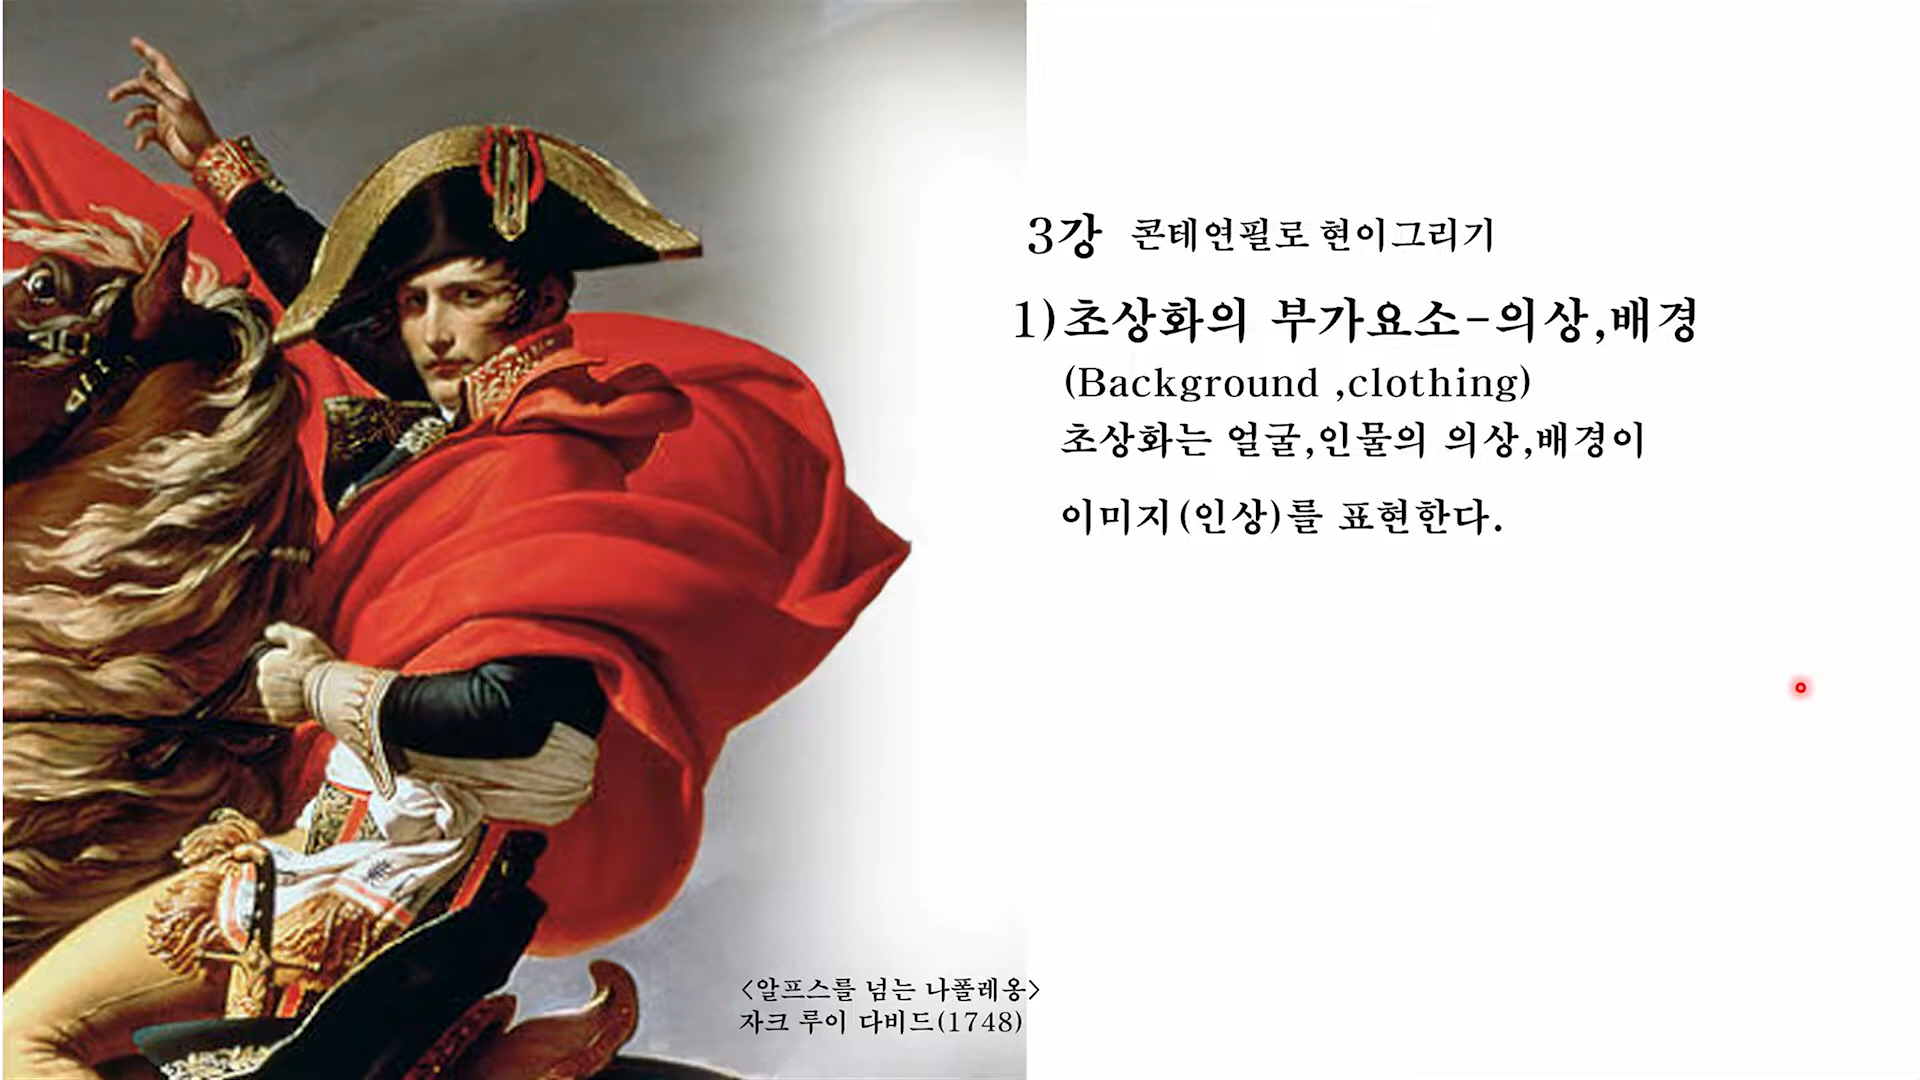 3강 콘테연필로 현이그리기
1)초상화의 부가요소-의상,배경
(Background ,clothing)
초상화는 얼굴,인물의 의상,배경이
이미지(인상)를 표현한다.
<알프스를 넘는 나폴레옹>
자크 루이 다비드(1748)